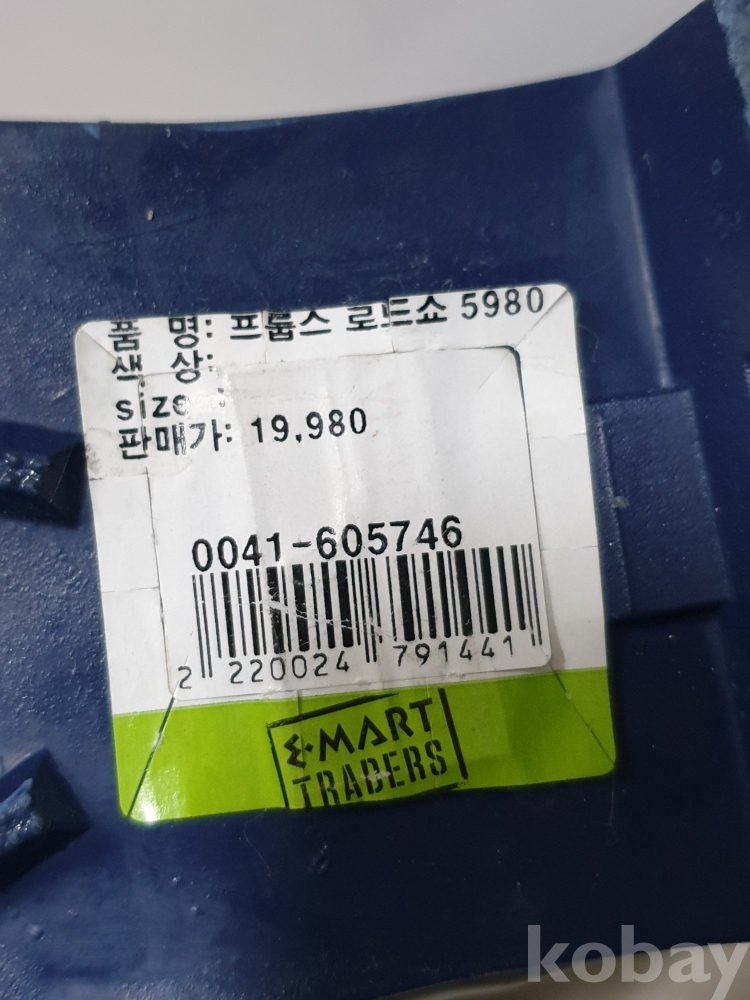 품 명: 프룹스 로드쇼 5980
색 상:
size :
판매가: 19,980
0041-605746
2 220024 791441
E·MART
TRADERS
kobay